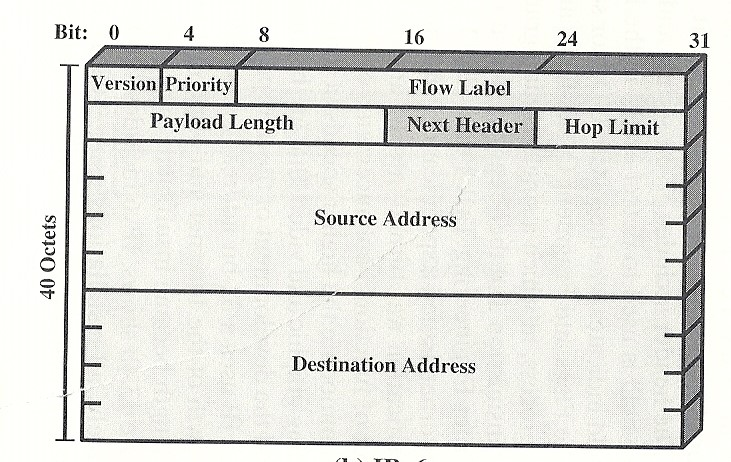 Bit: 0 4 8 16 24 31
Version Priority Flow Label
Payload Length Next Header Hop Limit
Source Address
40 Octets
Destination Address